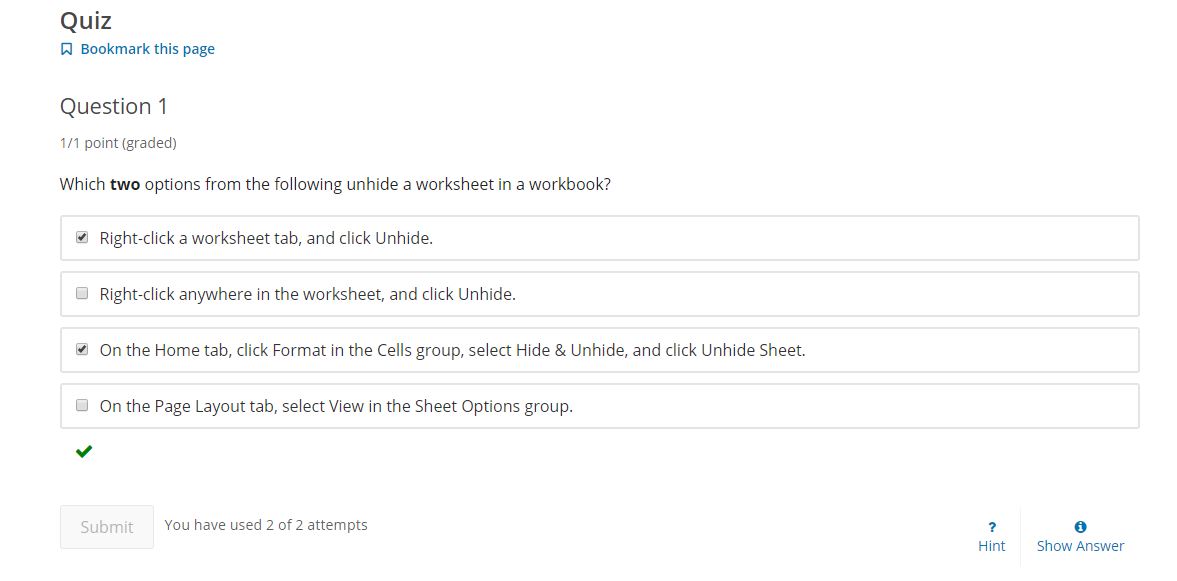 Quiz
Bookmark this page
Question 1
1/1 point (graded)
Which two options from the following unhide a worksheet in a workbook?
Right-click a worksheet tab, and click Unhide.
Right-click anywhere in the worksheet, and click Unhide.
On the Home tab, click Format in the Cells group, select Hide & Unhide, and click Unhide Sheet.
On the Page Layout tab, select View in the Sheet Options group.
Submit
You have used 2 of 2 attempts
?
Hint
Show Answer